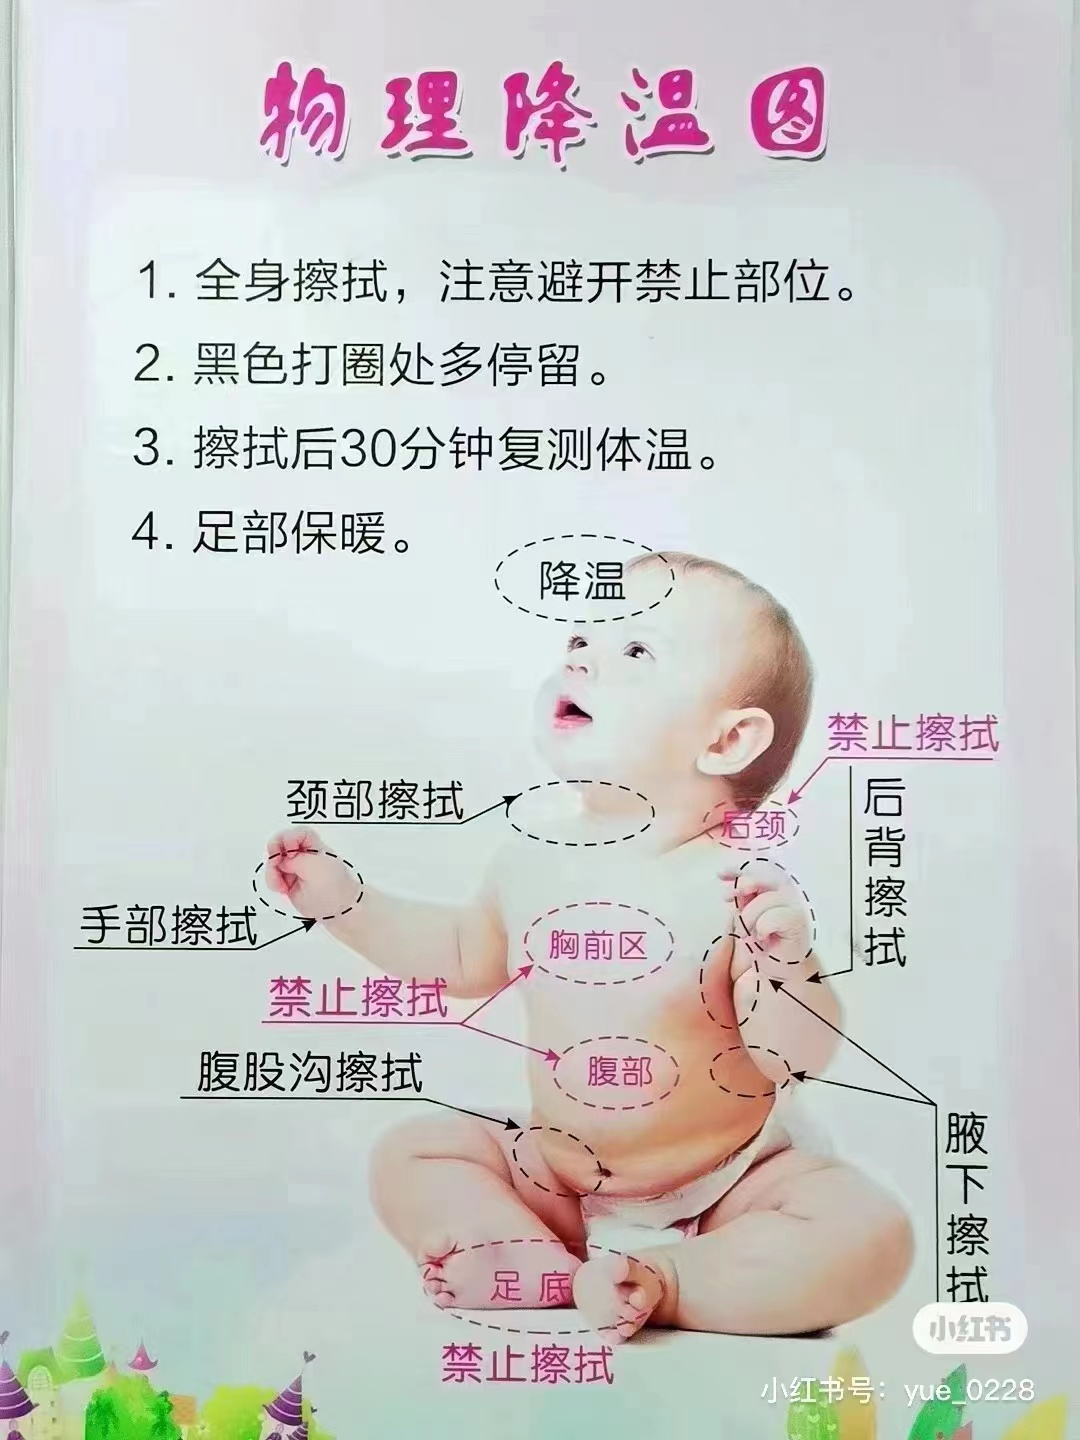 物理降温图
1. 全身擦拭，注意避开禁止部位。
2. 黑色打圈处多停留。
3. 擦拭后30分钟复测体温。
4. 足部保暖。
降温
禁止擦拭
后颈
后背擦拭
颈部擦拭
手部擦拭
胸前区
禁止擦拭
腹部
腹股沟擦拭
腋下擦拭
足底
禁止擦拭
小红书
小红书号：yue_0228